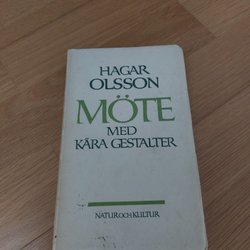 HAGAR
OLSSON
MÖTE
MED
KÄRA GESTALTER
NATUR OCH KULTUR